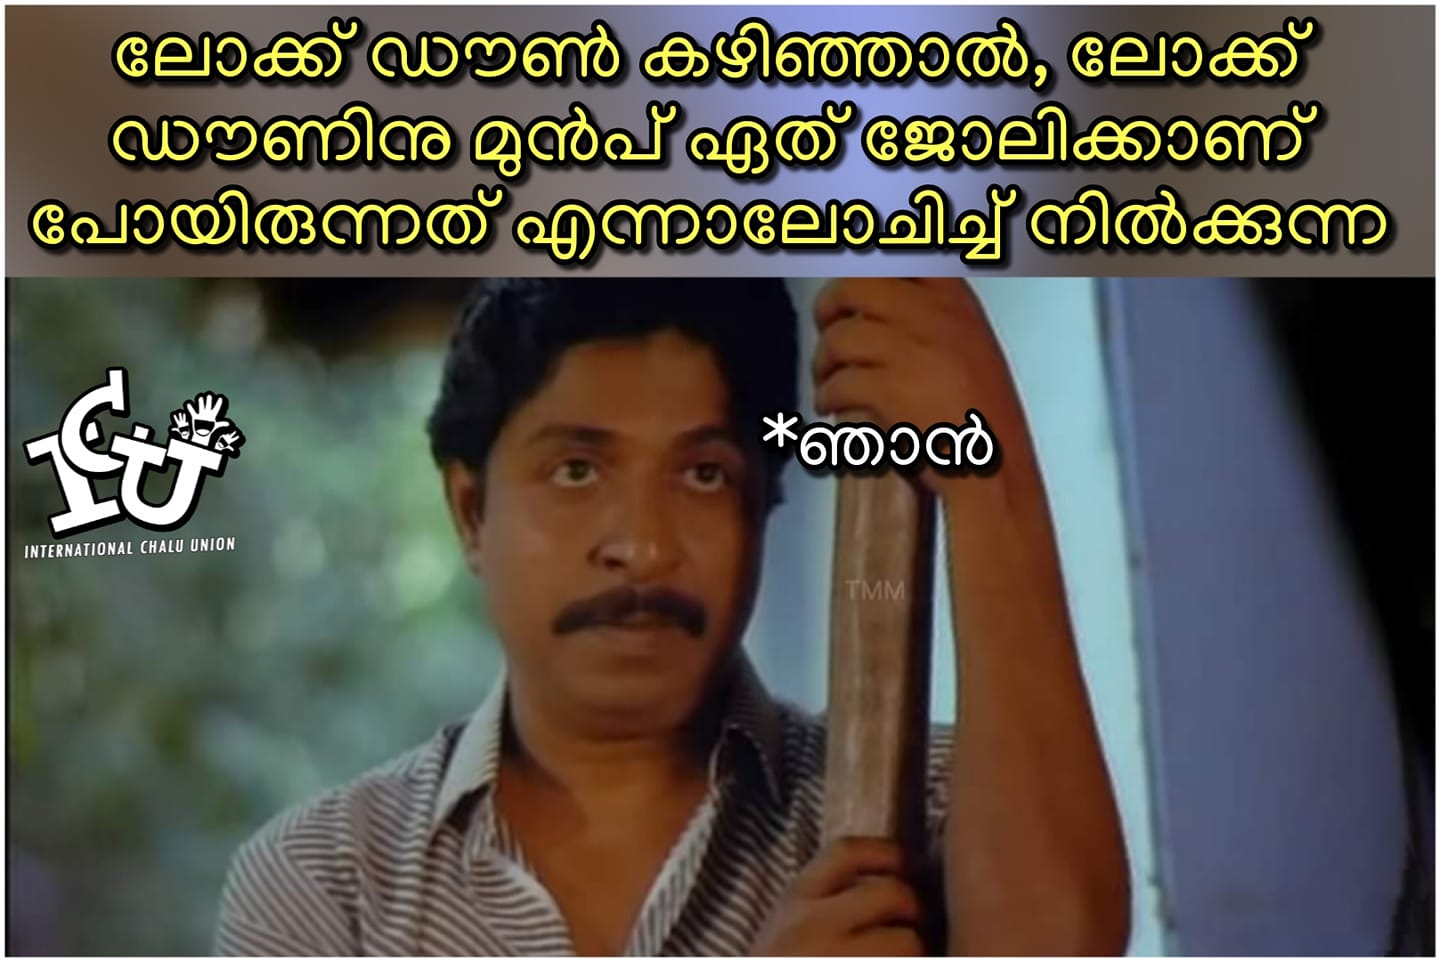 ലോക്ക് ഡൗൺ കഴിഞ്ഞാൽ, ലോക്ക്
ഡൗണിനു മുൻപ് ഏത് ജോലിക്കാണ്
പോയിരുന്നത് എന്നാലോചിച്ച് നിൽക്കുന്ന
*ഞാൻ
ICU
INTERNATIONAL CHALU UNION
TMM